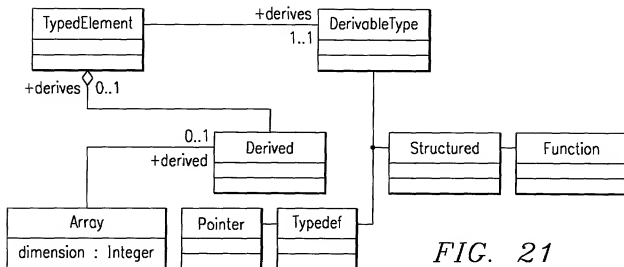 TypedElement
+derives
DerivableType
1..1
+derives
0..1
0..1
+derived
Derived
Structured
Function
Array
dimension : Integer
Pointer
Typedef
FIG. 21